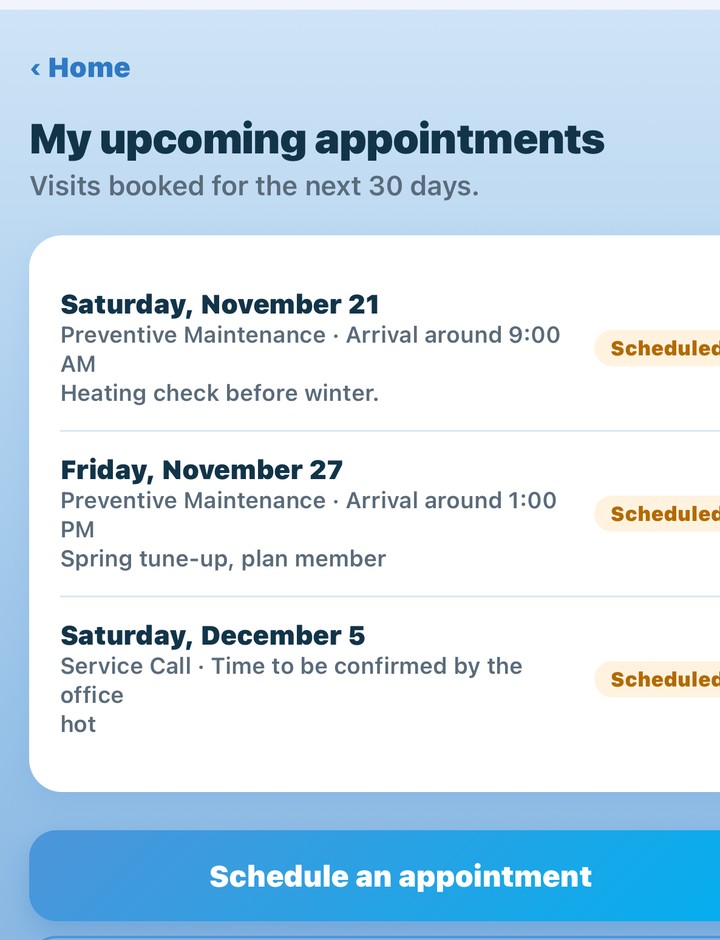 ‹ Home
My upcoming appointments
Visits booked for the next 30 days.
Saturday, November 21
Preventive Maintenance · Arrival around 9:00
AM
Heating check before winter.
Scheduled
Friday, November 27
Preventive Maintenance · Arrival around 1:00
PM
Spring tune-up, plan member
Scheduled
Saturday, December 5
Service Call · Time to be confirmed by the
office
hot
Scheduled
Schedule an appointment